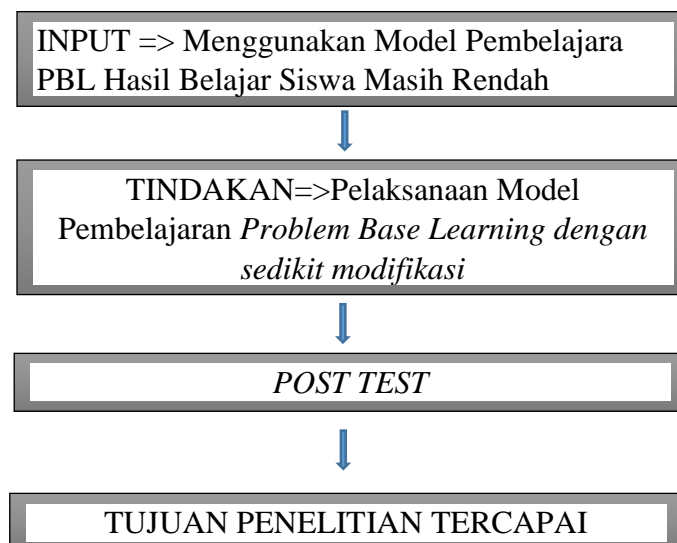 INPUT => Menggunakan Model Pembelajara
PBL Hasil Belajar Siswa Masih Rendah
TINDAKAN=>Pelaksanaan Model
Pembelajaran Problem Base Learning dengan
sedikit modifikasi
POST TEST
TUJUAN PENELITIAN TERCAPAI